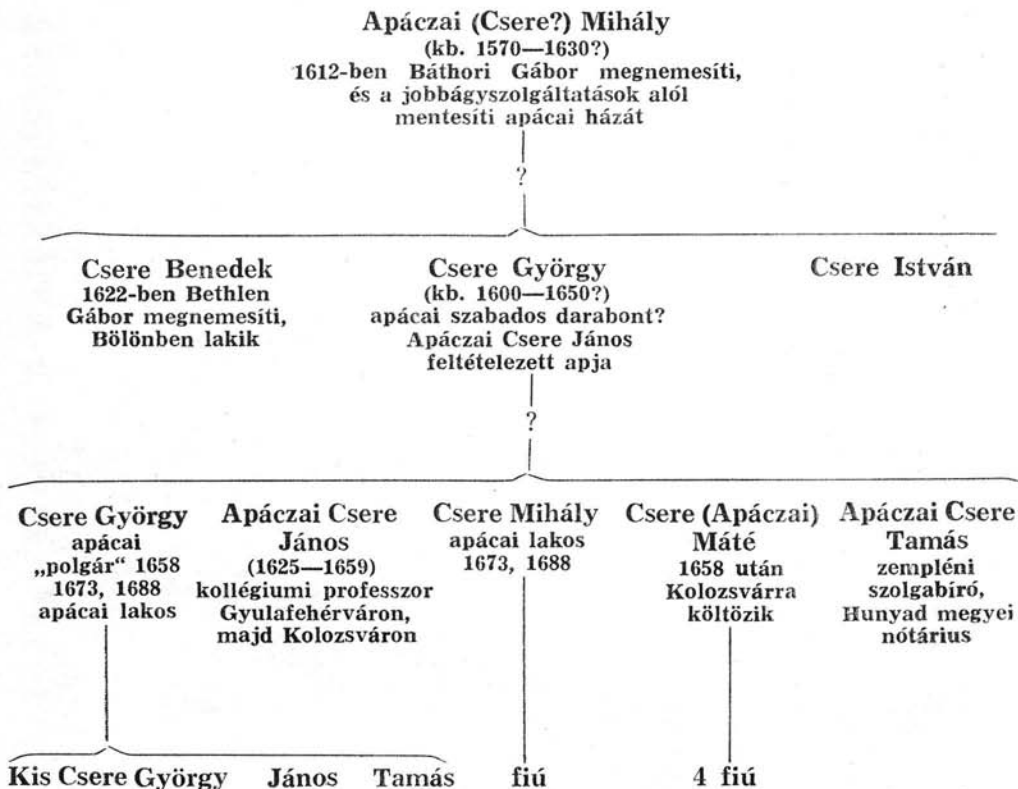 Apáczai (Csere?) Mihály
(kb. 1570—1630?)
1612-ben Báthori Gábor megnemesíti,
és a jobbágyszolgáltatások alól
mentesíti apácai házát
?
Csere Benedek
1622-ben Bethlen
Gábor megnemesíti,
Bölönben lakik
Csere György
(kb. 1600—1650?)
apácai szabados darabont?
Apáczai Csere János
feltételezett apja
Csere István
?
Csere György
apácai
„polgár“ 1658
1673, 1688
apácai lakos
Apáczai Csere
János
(1625—1659)
kollégiumi professzor
Gyulafehérváron,
majd Kolozsváron
Csere Mihály
apácai lakos
1673, 1688
Csere (Apáczai)
Máté
1658 után
Kolozsvárra
költözik
Apáczai Csere
Tamás
zempléni
szolgabíró,
Hunyad megyei
nótárius
Kis Csere György János Tamás fiú 4 fiú